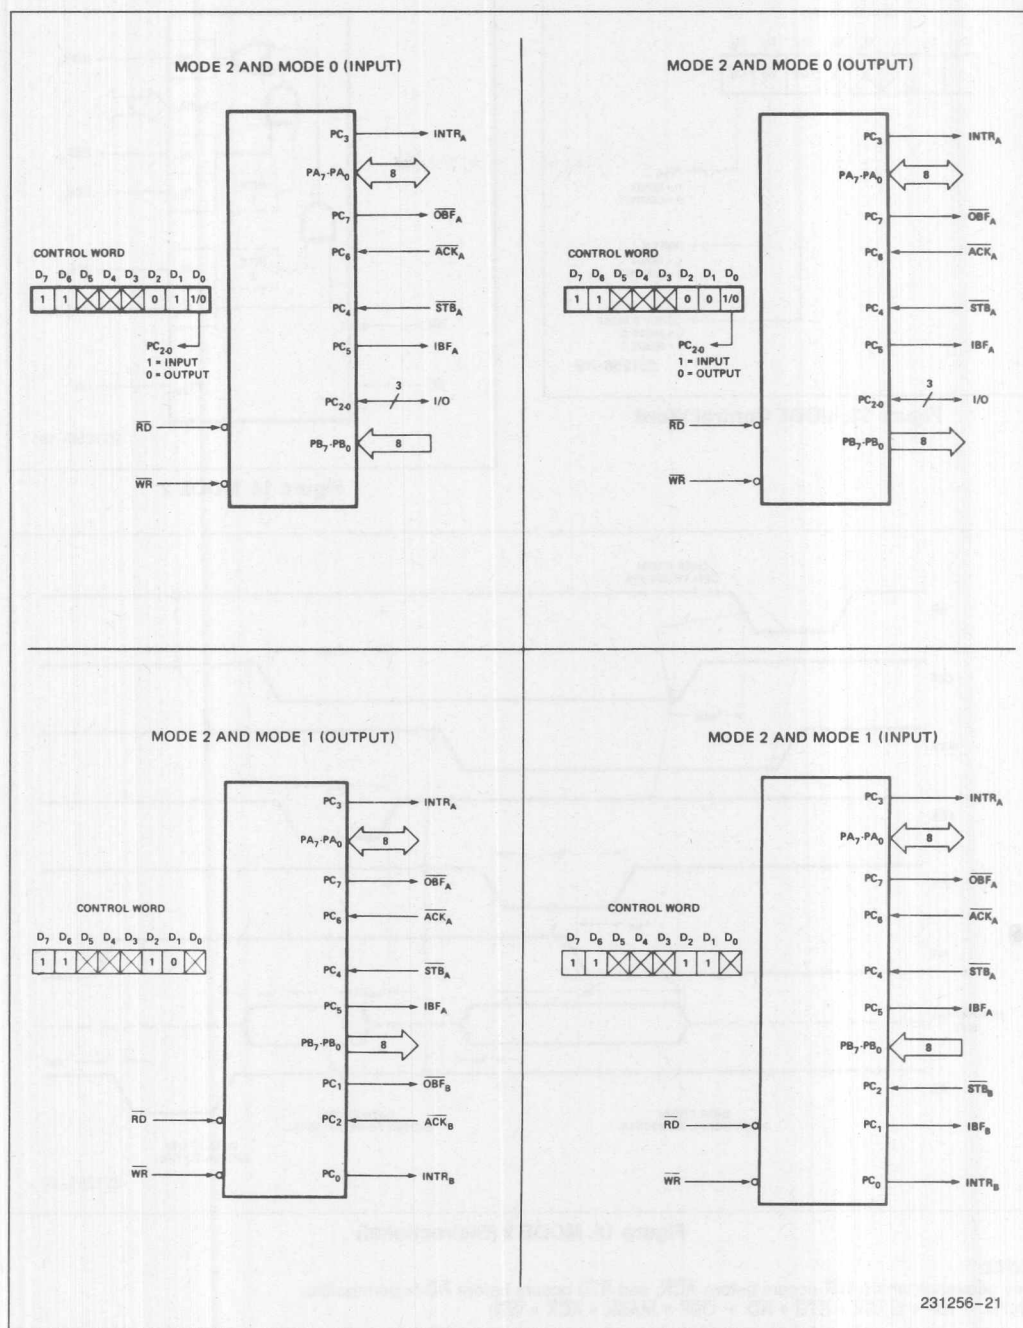 MODE 2 AND MODE 0 (INPUT)
PC3 INTRA
PA7-PA0 8
PC7 OBFA
CONTROL WORD
PC6 ACKA
D7 D6 D5 D4 D3 D2 D1 D0
1 1 0 1 1/0
PC4 STBA
PC2-0
1 = INPUT
0 = OUTPUT
PC5 IBFA
3
PC2-0 I/O
RD
PB7-PB0 8
WR
MODE 2 AND MODE 0 (OUTPUT)
PC3 INTRA
PA7-PA0 8
PC7 OBFA
CONTROL WORD
PC6 ACKA
D7 D6 D5 D4 D3 D2 D1 D0
1 1 0 0 1/0
PC4 STBA
PC2-0
1 = INPUT
0 = OUTPUT
PC5 IBFA
3
PC2-0 I/O
RD
PB7-PB0 8
WR
MODE 2 AND MODE 1 (OUTPUT)
PC3 INTRA
PA7-PA0 8
PC7 OBFA
CONTROL WORD
PC6 ACKA
D7 D6 D5 D4 D3 D2 D1 D0
1 1 1 0
PC4 STBA
PC5 IBFA
PB7-PB0 8
PC1 OBFB
RD
PC2 ACKB
WR
PC0 INTRB
MODE 2 AND MODE 1 (INPUT)
PC3 INTRA
PA7-PA0 8
PC7 OBFA
CONTROL WORD
PC6 ACKA
D7 D6 D5 D4 D3 D2 D1 D0
1 1 1 1
PC4 STBA
PC5 IBFA
PB7-PB0 8
PC2 STBB
RD
PC1 IBFB
WR
PC0 INTRB
231256-21